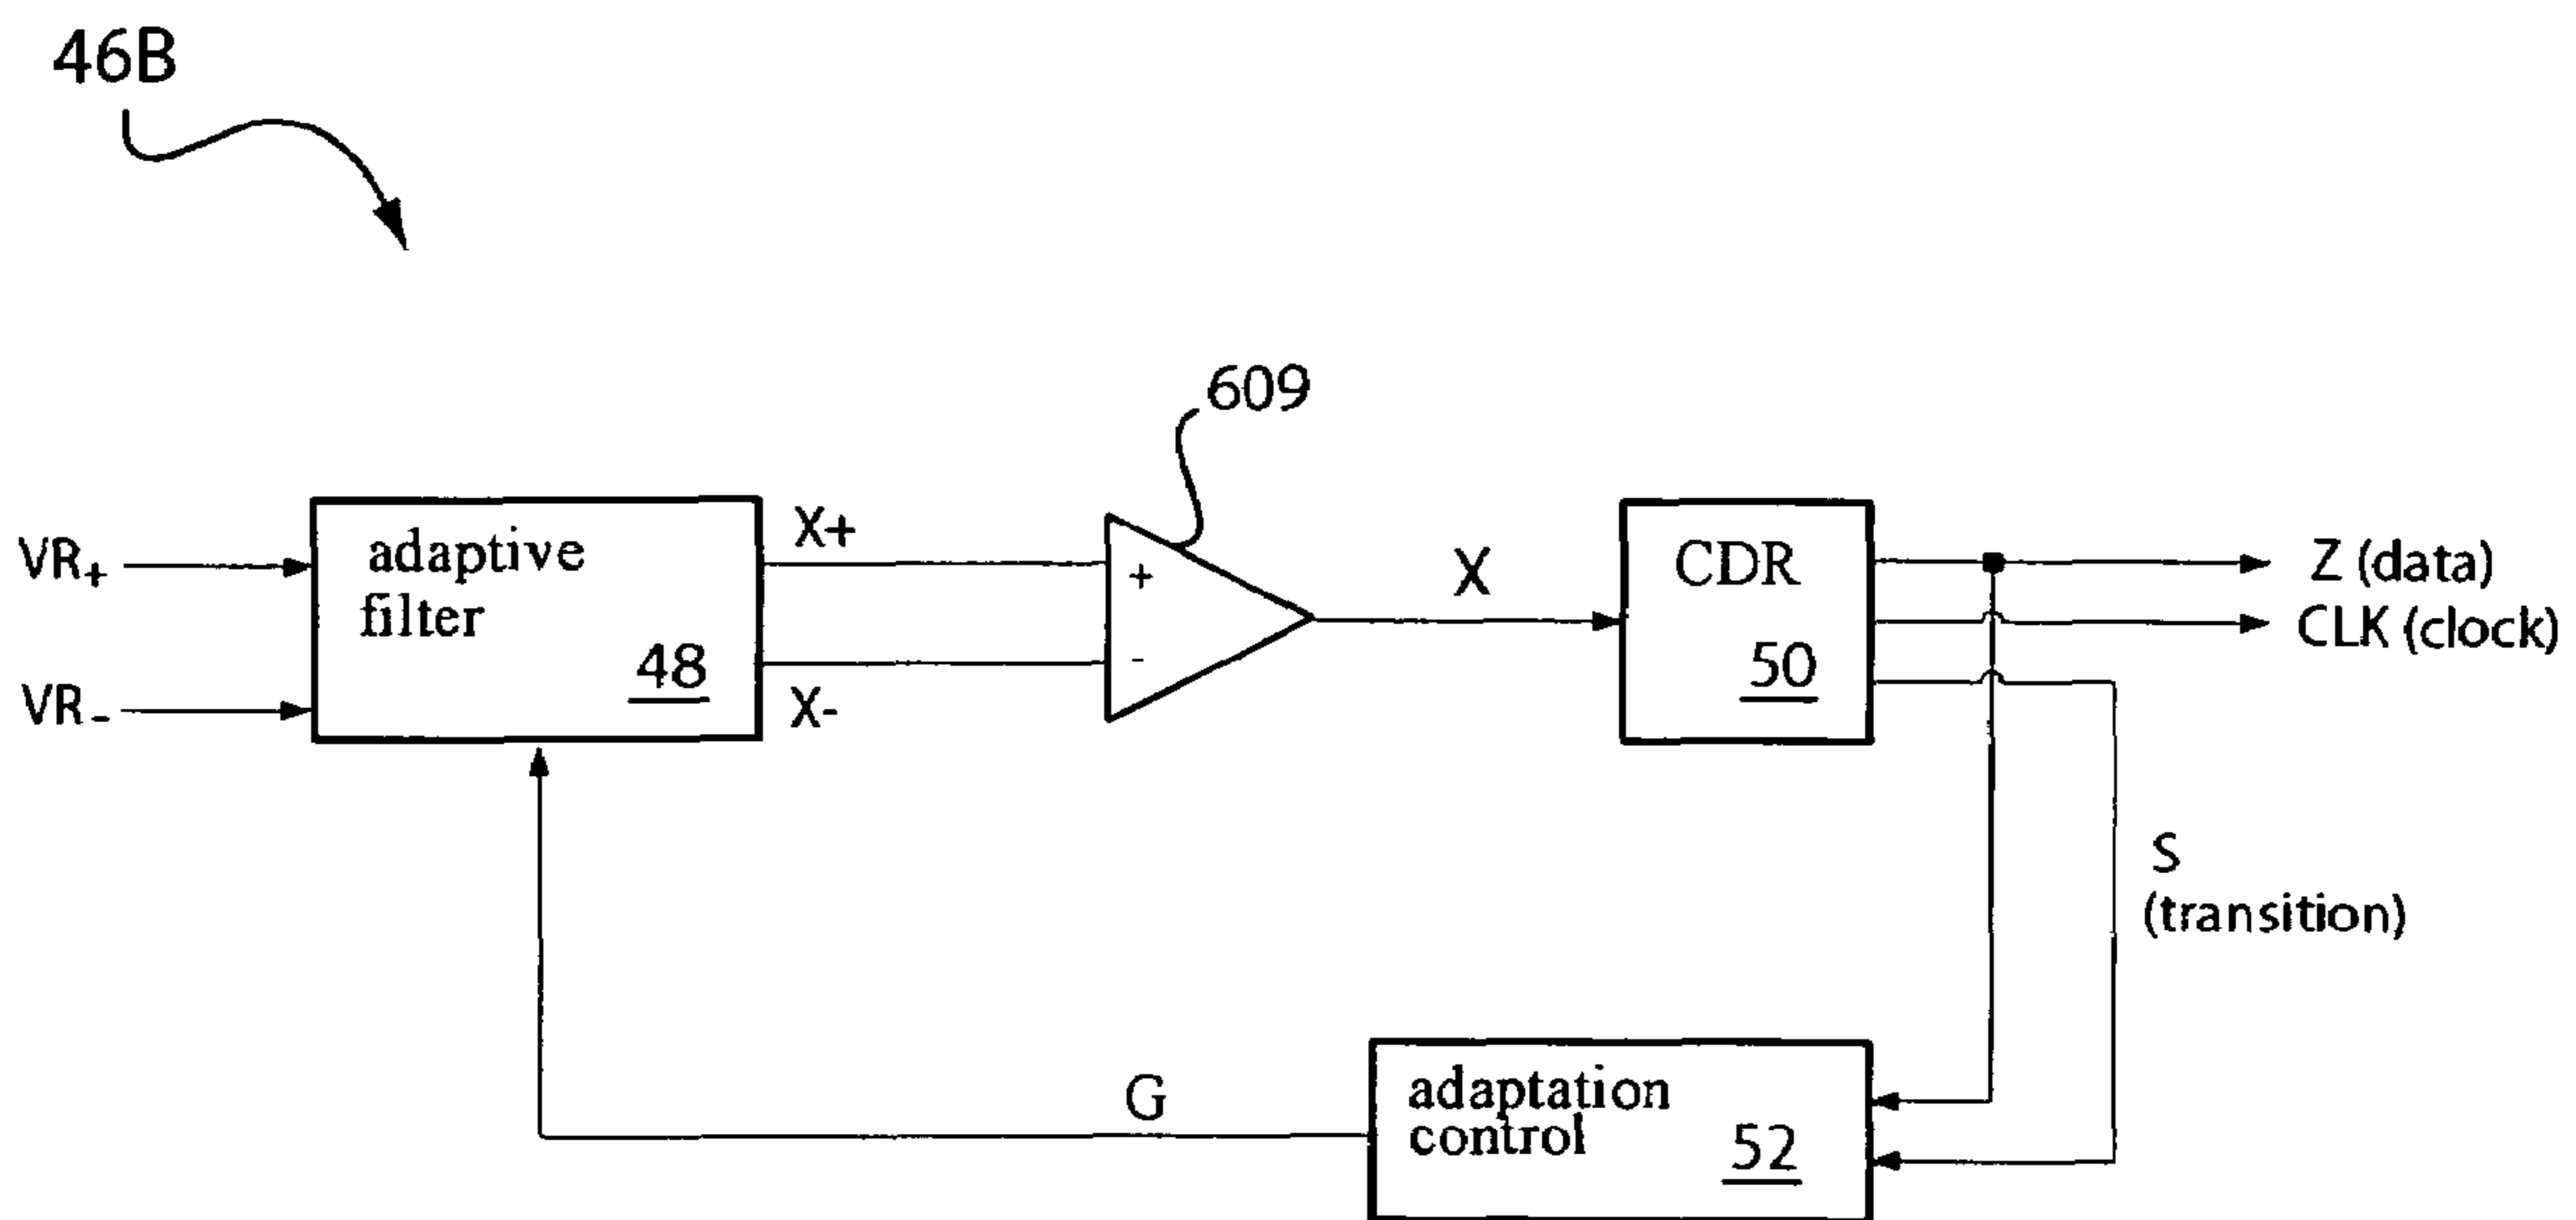 46B
609
VR+
VR-
adaptive
filter
48
X+
X-
+
-
X
CDR
50
Z (data)
CLK (clock)
S
(transition)
G
adaptation
control
52